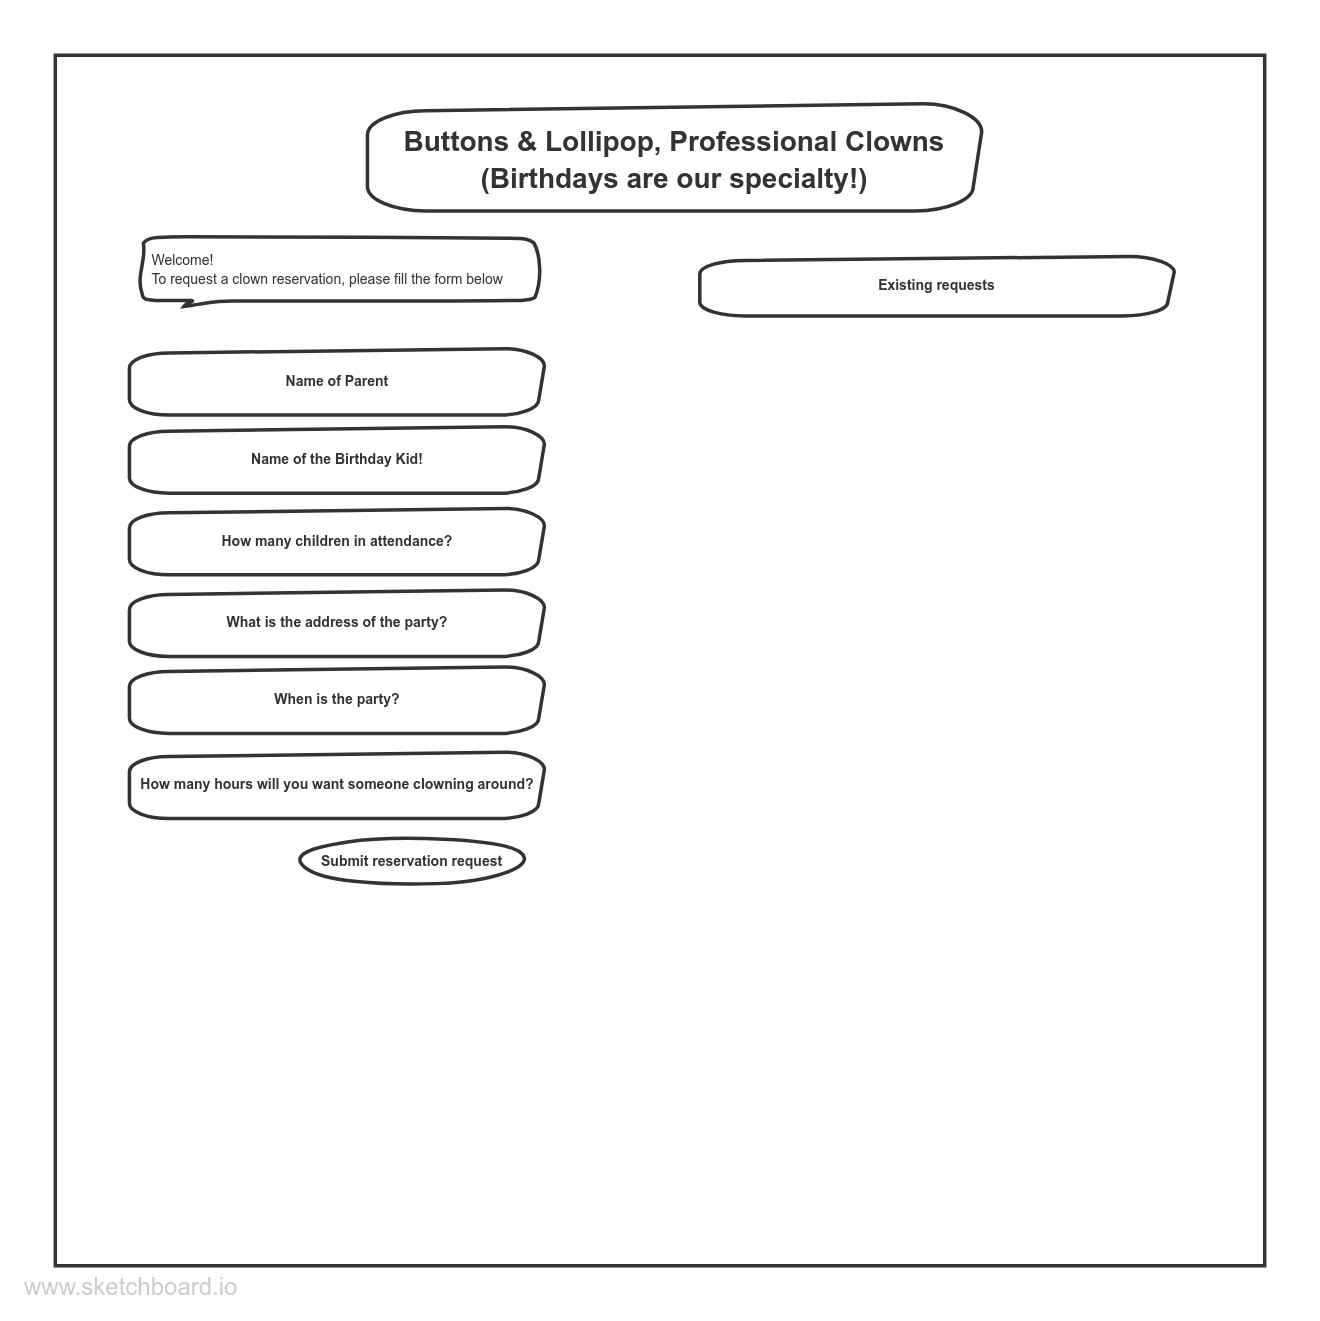 Buttons & Lollipop, Professional Clowns
(Birthdays are our specialty!)
Welcome!
To request a clown reservation, please fill the form below
Existing requests
Name of Parent
Name of the Birthday Kid!
How many children in attendance?
What is the address of the party?
When is the party?
How many hours will you want someone clowning around?
Submit reservation request
www.sketchboard.io